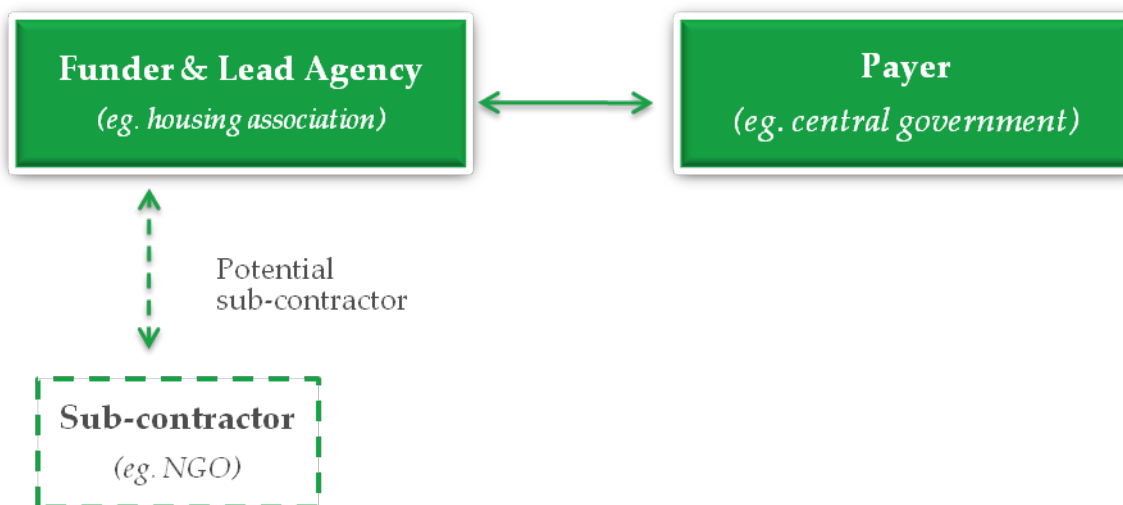 Funder & Lead Agency
(eg. housing association)
Payer
(eg. central government)
Potential
sub-contractor
Sub-contractor
(eg. NGO)